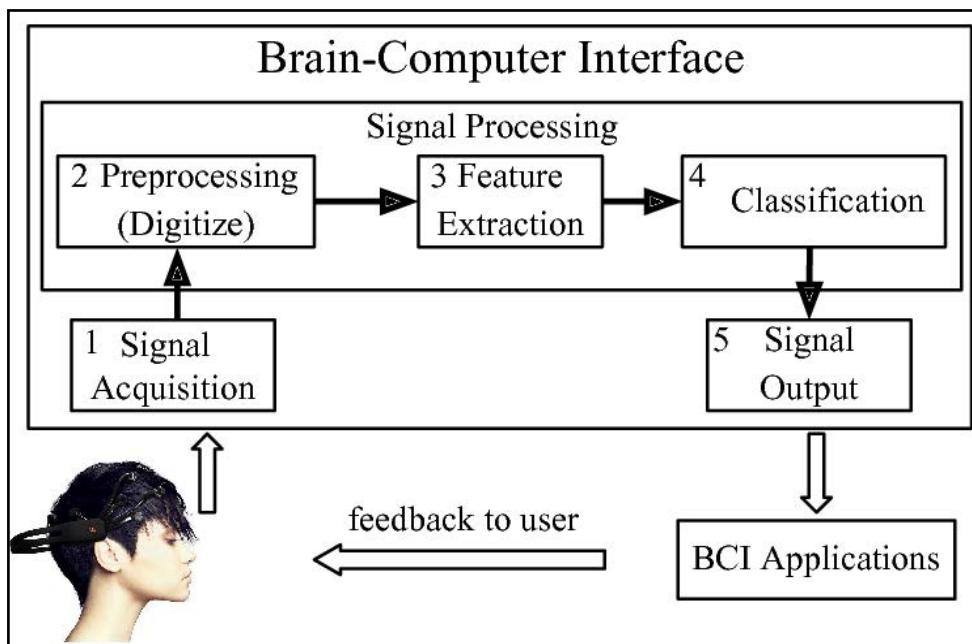 Brain-Computer Interface
Signal Processing
2 Preprocessing
(Digitize)
3 Feature
Extraction
4
Classification
1 Signal
Acquisition
5 Signal
Output
feedback to user
BCI Applications